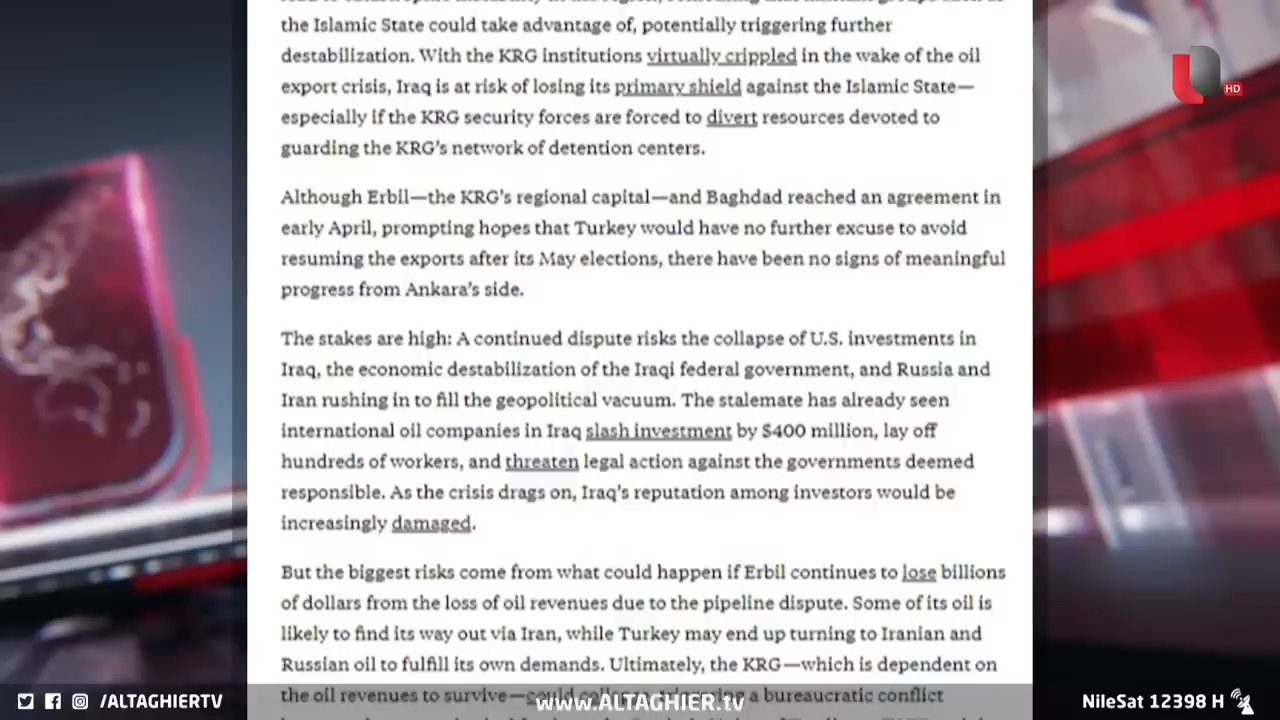 the Islamic State could take advantage of, potentially triggering further
destabilization. With the KRG institutions virtually crippled in the wake of the oil
export crisis, Iraq is at risk of losing its primary shield against the Islamic State—
especially if the KRG security forces are forced to divert resources devoted to
guarding the KRG's network of detention centers.
Although Erbil—the KRG's regional capital—and Baghdad reached an agreement in
early April, prompting hopes that Turkey would have no further excuse to avoid
resuming the exports after its May elections, there have been no signs of meaningful
progress from Ankara's side.
The stakes are high: A continued dispute risks the collapse of U.S. investments in
Iraq, the economic destabilization of the Iraqi federal government, and Russia and
Iran rushing in to fill the geopolitical vacuum. The stalemate has already seen
international oil companies in Iraq slash investment by $400 million, lay off
hundreds of workers, and threaten legal action against the governments deemed
responsible. As the crisis drags on, Iraq's reputation among investors would be
increasingly damaged.
But the biggest risks come from what could happen if Erbil continues to lose billions
of dollars from the loss of oil revenues due to the pipeline dispute. Some of its oil is
likely to find its way out via Iran, while Turkey may end up turning to Iranian and
Russian oil to fulfill its own demands. Ultimately, the KRG—which is dependent on
the oil revenues to survive—could a bureaucratic conflict
HD
/ALTAGHIERTV
www.ALTAGHIER.tv
NileSat 12398 H